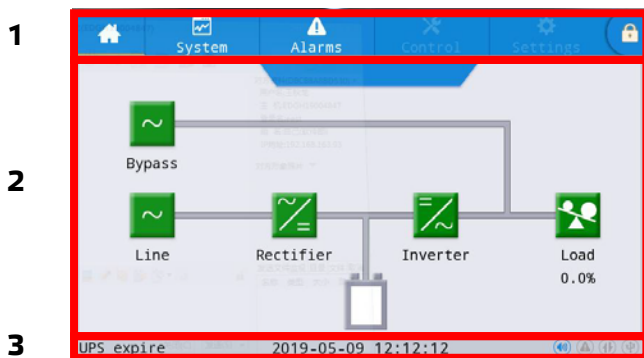 1
System Alarms Control Settings
2
Bypass
Line Rectifier Inverter Load
0.0%
3
UPS expire 2019-05-09 12:12:12